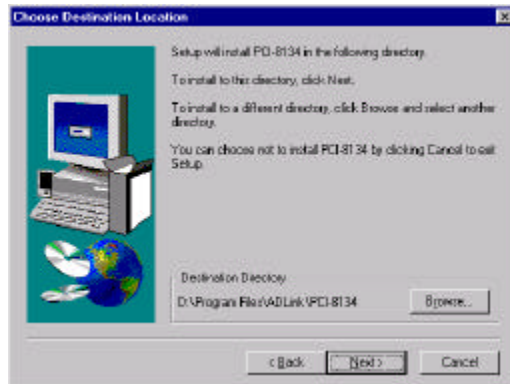 Choose Destination Location
Setup will install PCI-8134 in the following directory.
To install to this directory, click Next.
To install to a different directory, click Browse and select another
directory.
You can choose not to install PCI-8134 by clicking Cancel to exit
Setup.
Destination Directory
D:\Program Files\ADLink\PCI-8134
Browse...
< Back
Next >
Cancel